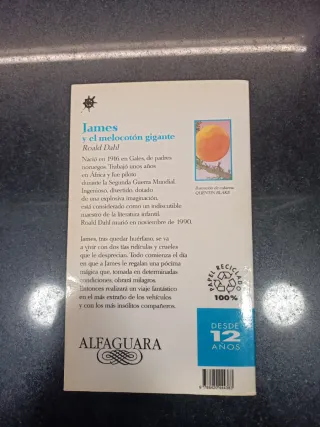 James
y el melocotón gigante
Roald Dahl
Nació en 1916 en Gales, de padres
noruegos. Trabajó unos años
en África y fue piloto
durante la Segunda Guerra Mundial.
Ingenioso, divertido, dotado
de una explosiva imaginación,
está considerado como un indiscutible
maestro de la literatura infantil.
Roald Dahl murió en noviembre de 1990.
James, tras quedar huérfano, se va
a vivir con dos tías ridículas y crueles
que le desprecian. Todo comienza el día
en que a James le regalan una pócima
mágica que, tomada en determinadas
condiciones, obrará milagros.
Entonces realizará un viaje fantástico
en el más extraño de los vehículos
y con los más insólitos compañeros.
ALFAGUARA
Ilustración de cubierta:
QUENTIN BLAKE
PAPEL RECICLADO
100%
DESDE
12
AÑOS